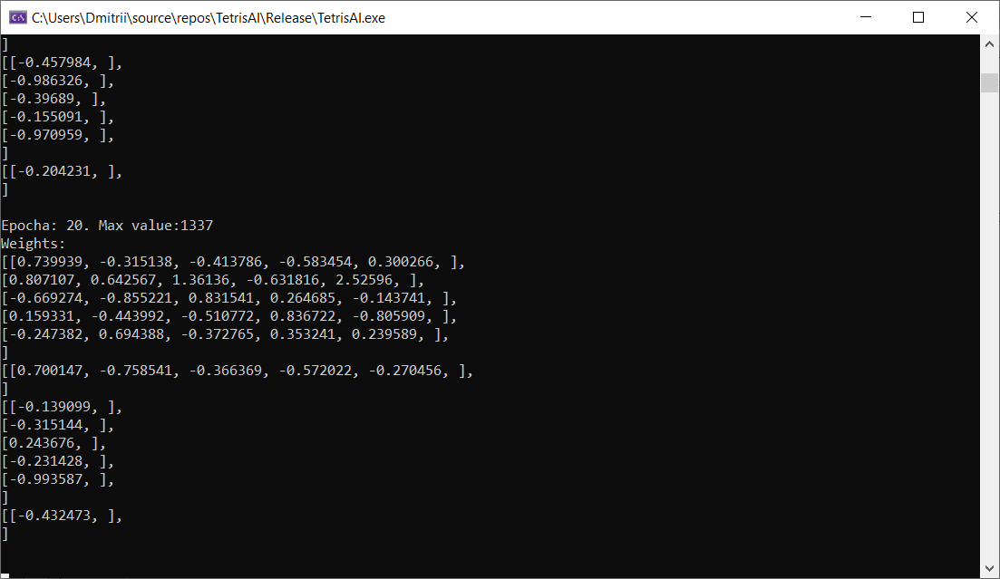 C:\Users\Dmitrii\source\repos\TetrisAI\Release\TetrisAI.exe
]
[[-0.457984, ],
[-0.986326, ],
[-0.39689, ],
[-0.155091, ],
[-0.970959, ],
]
[[-0.204231, ],
]
Epocha: 20. Max value:1337
Weights:
[[0.739939, -0.315138, -0.413786, -0.583454, 0.300266, ],
[0.807107, 0.642567, 1.36136, -0.631816, 2.52596, ],
[-0.669274, -0.855221, 0.831541, 0.264685, -0.143741, ],
[0.159331, -0.443992, -0.510772, 0.836722, -0.805909, ],
[-0.247382, 0.694388, -0.372765, 0.353241, 0.239589, ],
]
[[0.700147, -0.758541, -0.366369, -0.572022, -0.270456, ],
]
[[-0.139099, ],
[-0.315144, ],
[0.243676, ],
[-0.231428, ],
[-0.993587, ],
]
[[-0.432473, ],
]